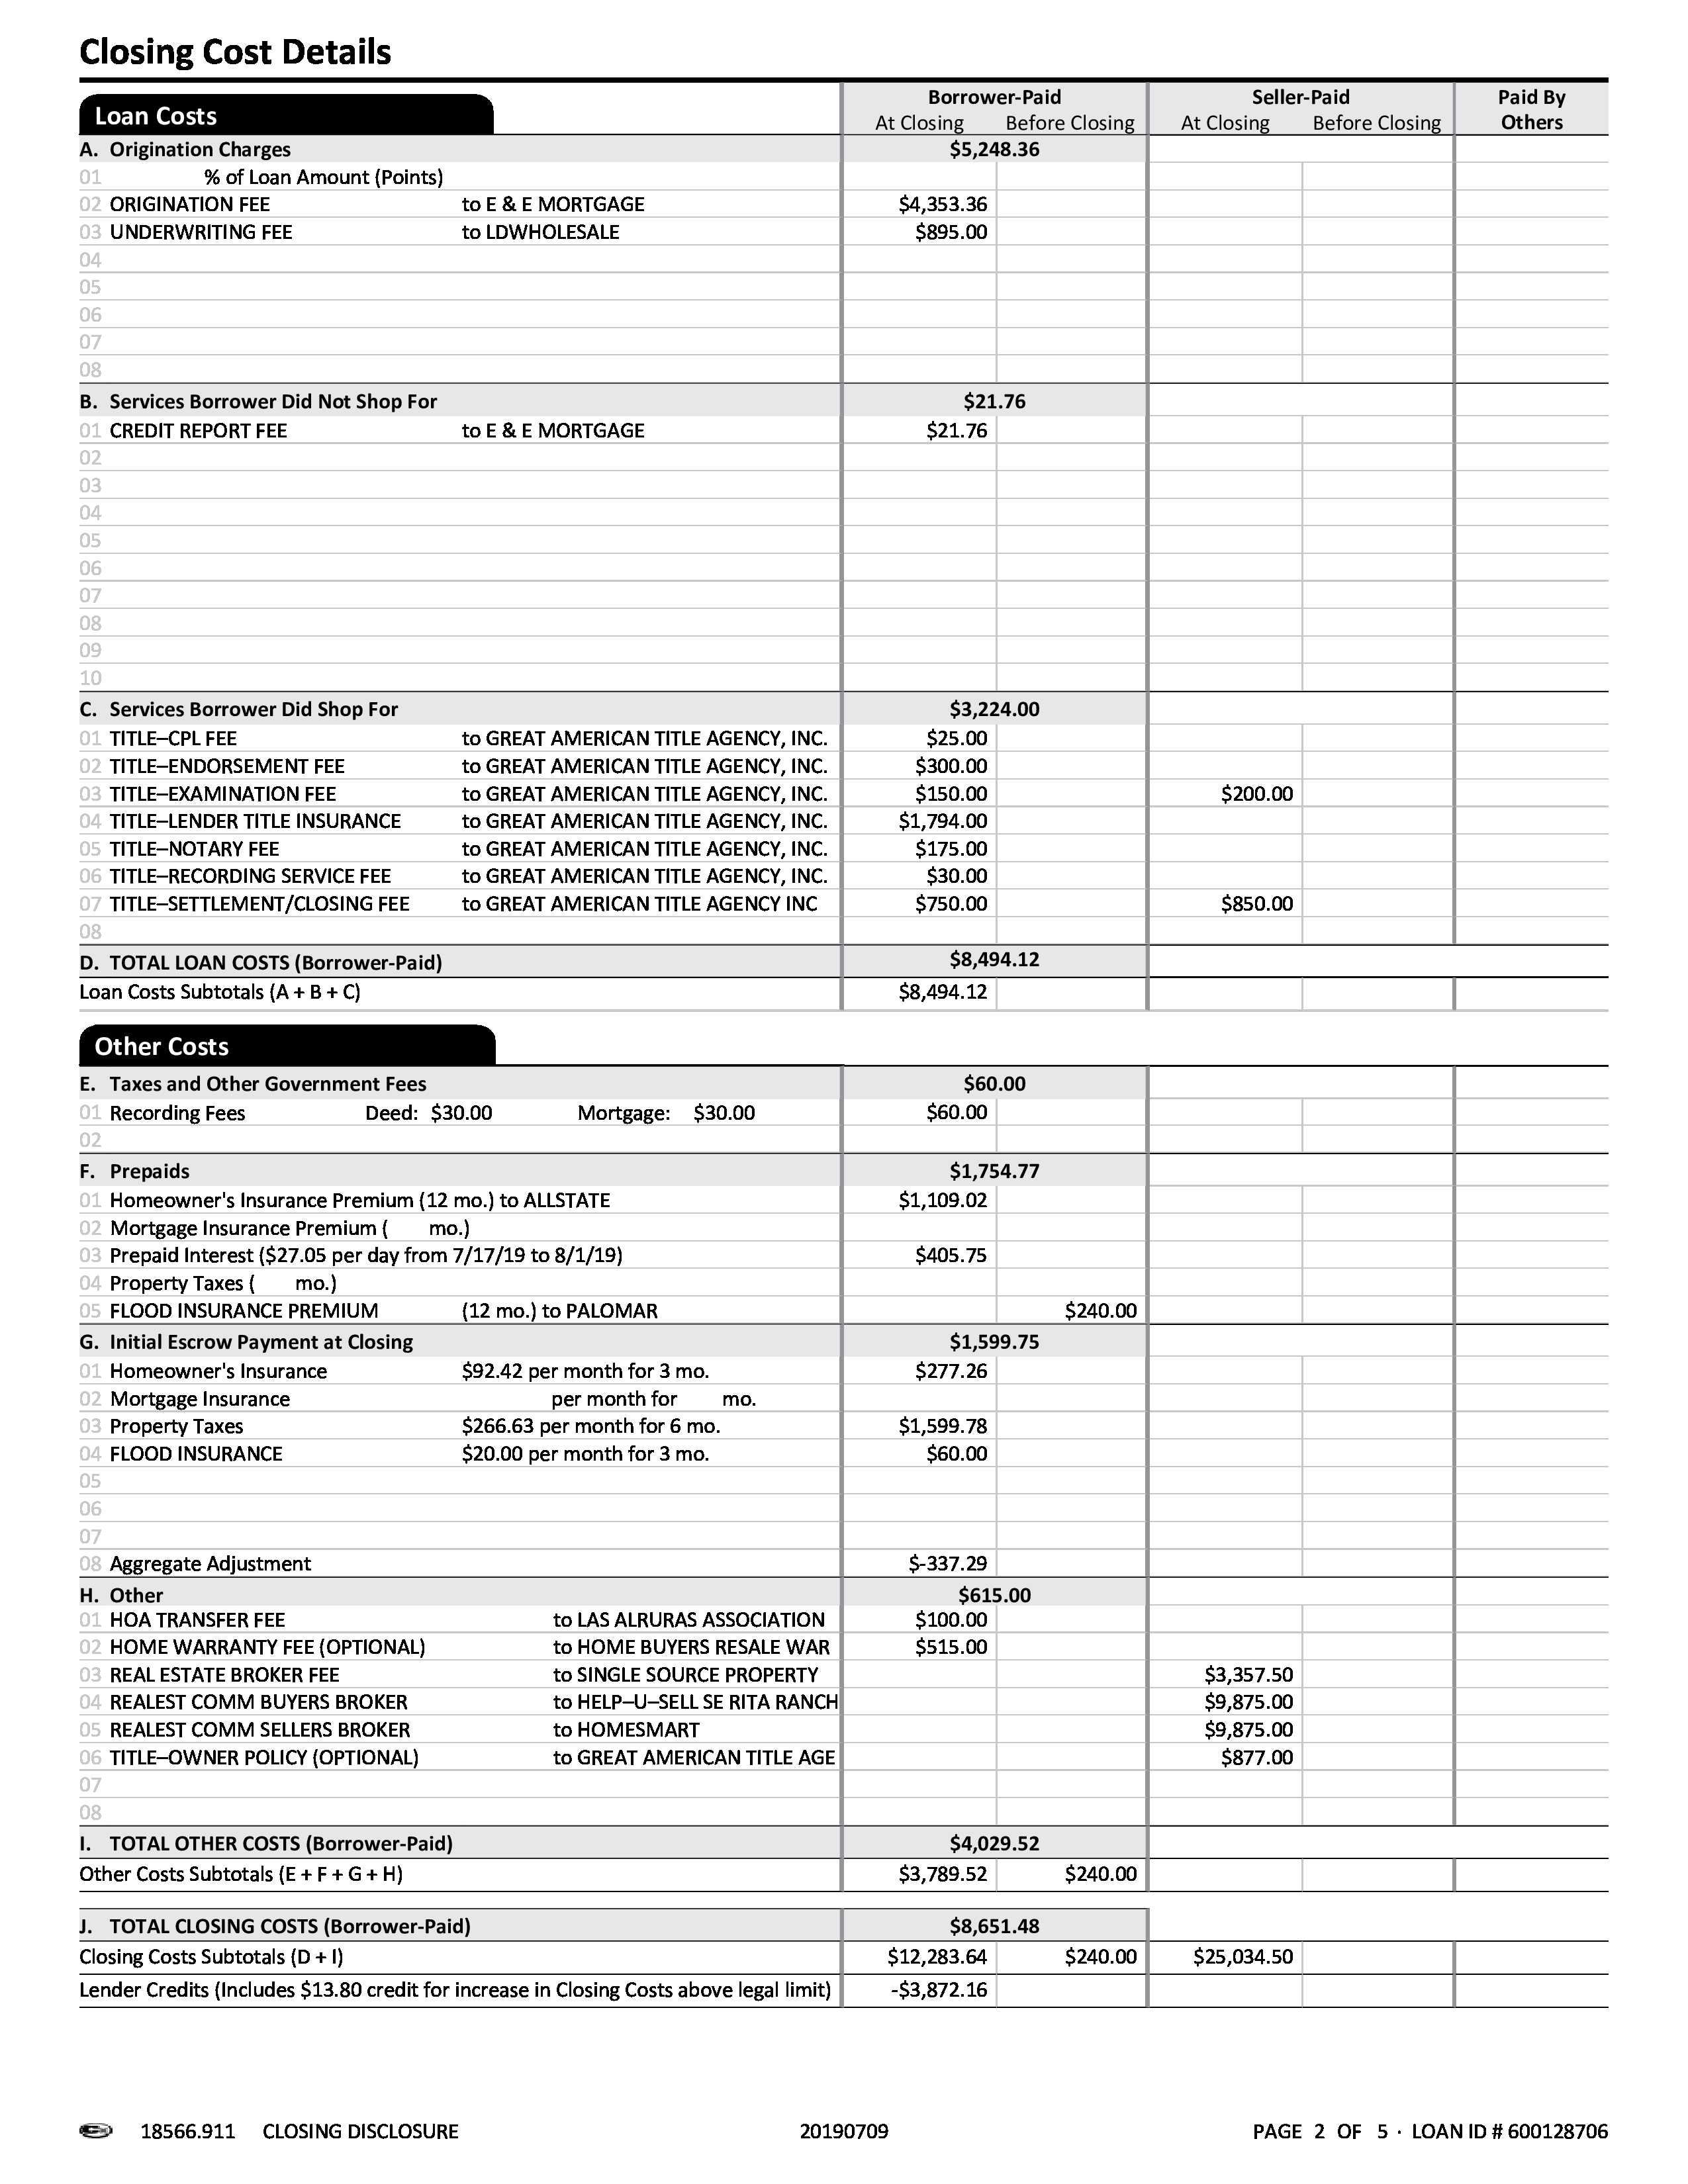 Closing Cost Details
Loan Costs
Borrower-Paid Seller-Paid Paid By
At Closing Before Closing At Closing Before Closing Others
A. Origination Charges $5,248.36
01 % of Loan Amount (Points)
02 ORIGINATION FEE to E & E MORTGAGE $4,353.36
03 UNDERWRITING FEE to LDWHOLESALE $895.00
04
05
06
07
08
B. Services Borrower Did Not Shop For $21.76
01 CREDIT REPORT FEE to E & E MORTGAGE $21.76
02
03
04
05
06
07
08
09
10
C. Services Borrower Did Shop For $3,224.00
01 TITLE–CPL FEE to GREAT AMERICAN TITLE AGENCY, INC. $25.00
02 TITLE–ENDORSEMENT FEE to GREAT AMERICAN TITLE AGENCY, INC. $300.00
03 TITLE–EXAMINATION FEE to GREAT AMERICAN TITLE AGENCY, INC. $150.00 $200.00
04 TITLE–LENDER TITLE INSURANCE to GREAT AMERICAN TITLE AGENCY, INC. $1,794.00
05 TITLE–NOTARY FEE to GREAT AMERICAN TITLE AGENCY, INC. $175.00
06 TITLE–RECORDING SERVICE FEE to GREAT AMERICAN TITLE AGENCY, INC. $30.00
07 TITLE–SETTLEMENT/CLOSING FEE to GREAT AMERICAN TITLE AGENCY INC $750.00 $850.00
08
D. TOTAL LOAN COSTS (Borrower-Paid) $8,494.12
Loan Costs Subtotals (A + B + C) $8,494.12
Other Costs
E. Taxes and Other Government Fees $60.00
01 Recording Fees Deed: $30.00 Mortgage: $30.00 $60.00
02
F. Prepaids $1,754.77
01 Homeowner's Insurance Premium (12 mo.) to ALLSTATE $1,109.02
02 Mortgage Insurance Premium ( mo.)
03 Prepaid Interest ($27.05 per day from 7/17/19 to 8/1/19) $405.75
04 Property Taxes ( mo.)
05 FLOOD INSURANCE PREMIUM (12 mo.) to PALOMAR $240.00
G. Initial Escrow Payment at Closing $1,599.75
01 Homeowner's Insurance $92.42 per month for 3 mo. $277.26
02 Mortgage Insurance per month for mo.
03 Property Taxes $266.63 per month for 6 mo. $1,599.78
04 FLOOD INSURANCE $20.00 per month for 3 mo. $60.00
05
06
07
08 Aggregate Adjustment $-337.29
H. Other $615.00
01 HOA TRANSFER FEE to LAS ALRURAS ASSOCIATION $100.00
02 HOME WARRANTY FEE (OPTIONAL) to HOME BUYERS RESALE WAR $515.00
03 REAL ESTATE BROKER FEE to SINGLE SOURCE PROPERTY $3,357.50
04 REALEST COMM BUYERS BROKER to HELP–U–SELL SE RITA RANCH $9,875.00
05 REALEST COMM SELLERS BROKER to HOMESMART $9,875.00
06 TITLE–OWNER POLICY (OPTIONAL) to GREAT AMERICAN TITLE AGE $877.00
07
08
I. TOTAL OTHER COSTS (Borrower-Paid) $4,029.52
Other Costs Subtotals (E + F + G + H) $3,789.52 $240.00
J. TOTAL CLOSING COSTS (Borrower-Paid) $8,651.48
Closing Costs Subtotals (D + I) $12,283.64 $240.00 $25,034.50
Lender Credits (Includes $13.80 credit for increase in Closing Costs above legal limit) -$3,872.16
18566.911 CLOSING DISCLOSURE 20190709 PAGE 2 OF 5 · LOAN ID # 600128706